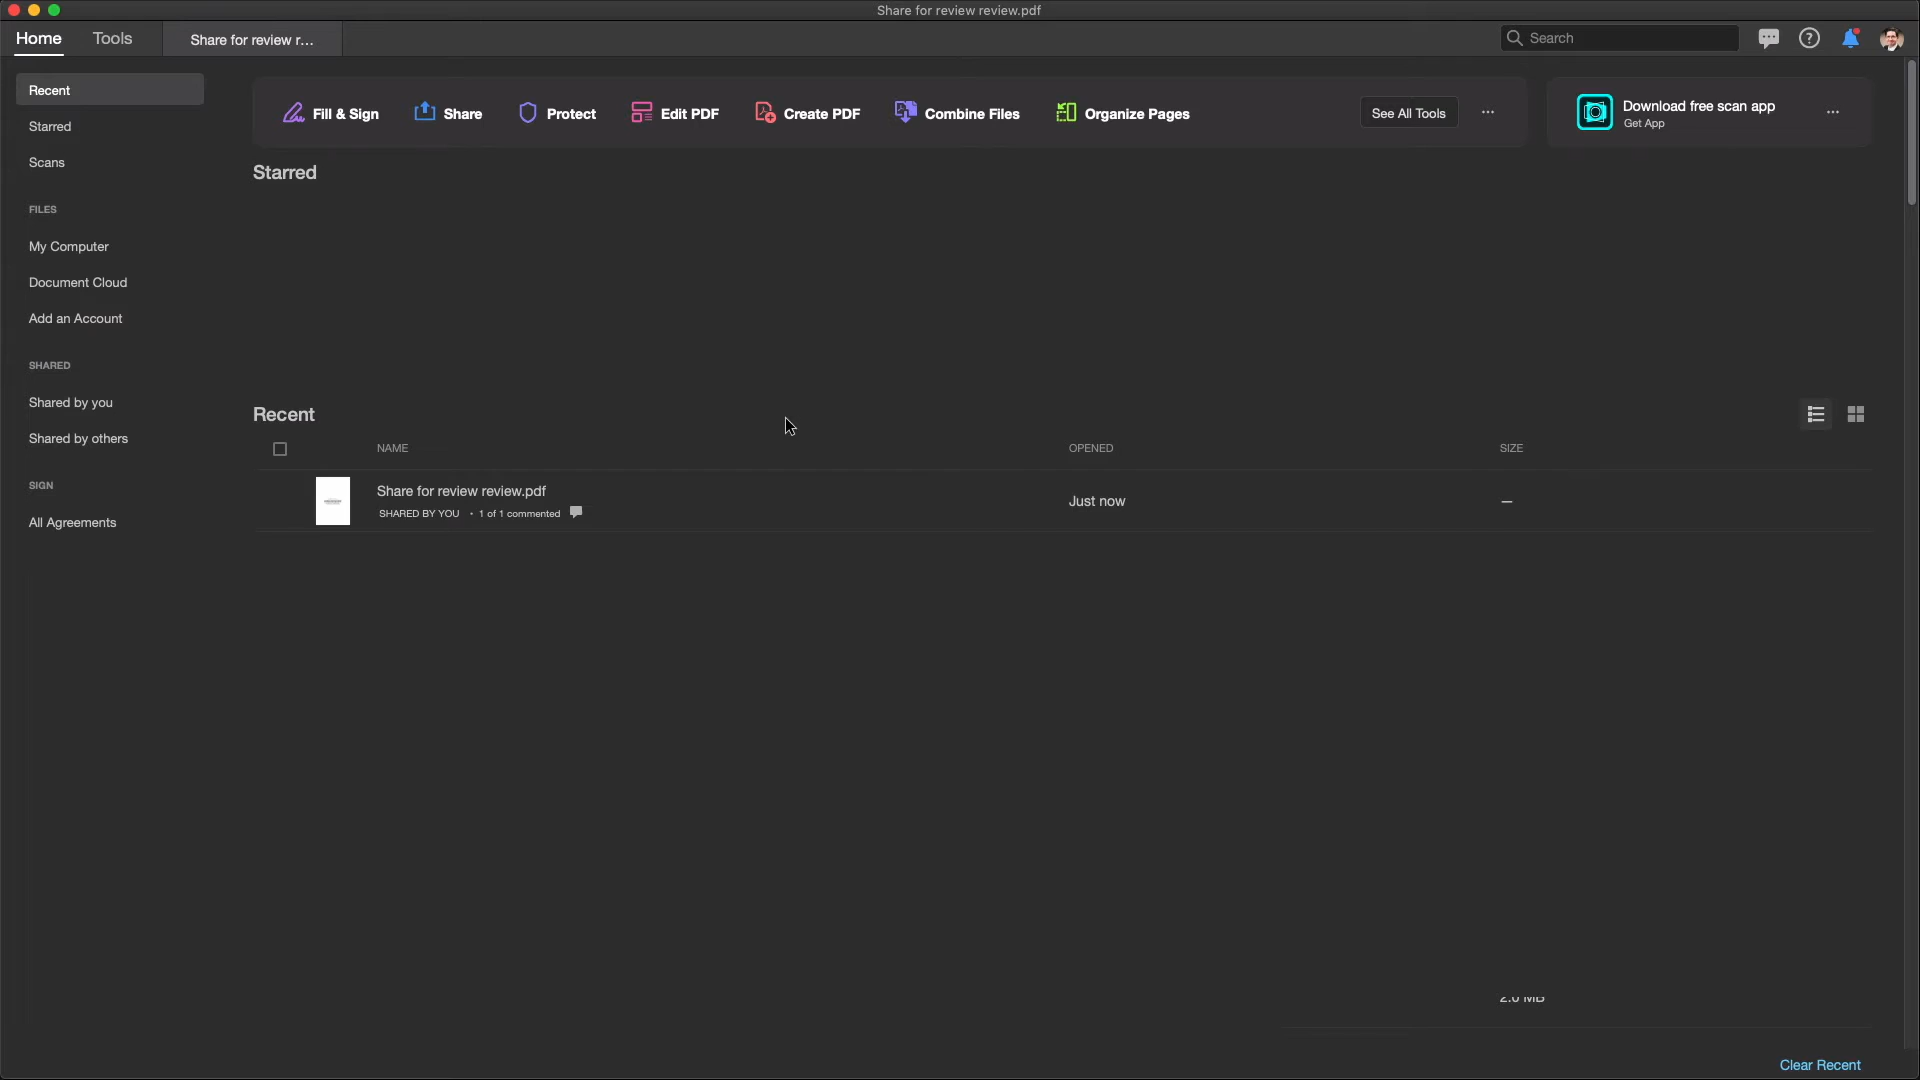 Share for review review.pdf
Home
Tools
Share for review r...
Search
Recent
Starred
Scans
FILES
My Computer
Document Cloud
Add an Account
SHARED
Shared by you
Shared by others
SIGN
All Agreements
Fill & Sign
Share
Protect
Edit PDF
Create PDF
Combine Files
Organize Pages
See All Tools
Download free scan app
Get App
Starred
Recent
NAME
OPENED
SIZE
Share for review review.pdf
SHARED BY YOU • 1 of 1 commented
Just now
—
Clear Recent